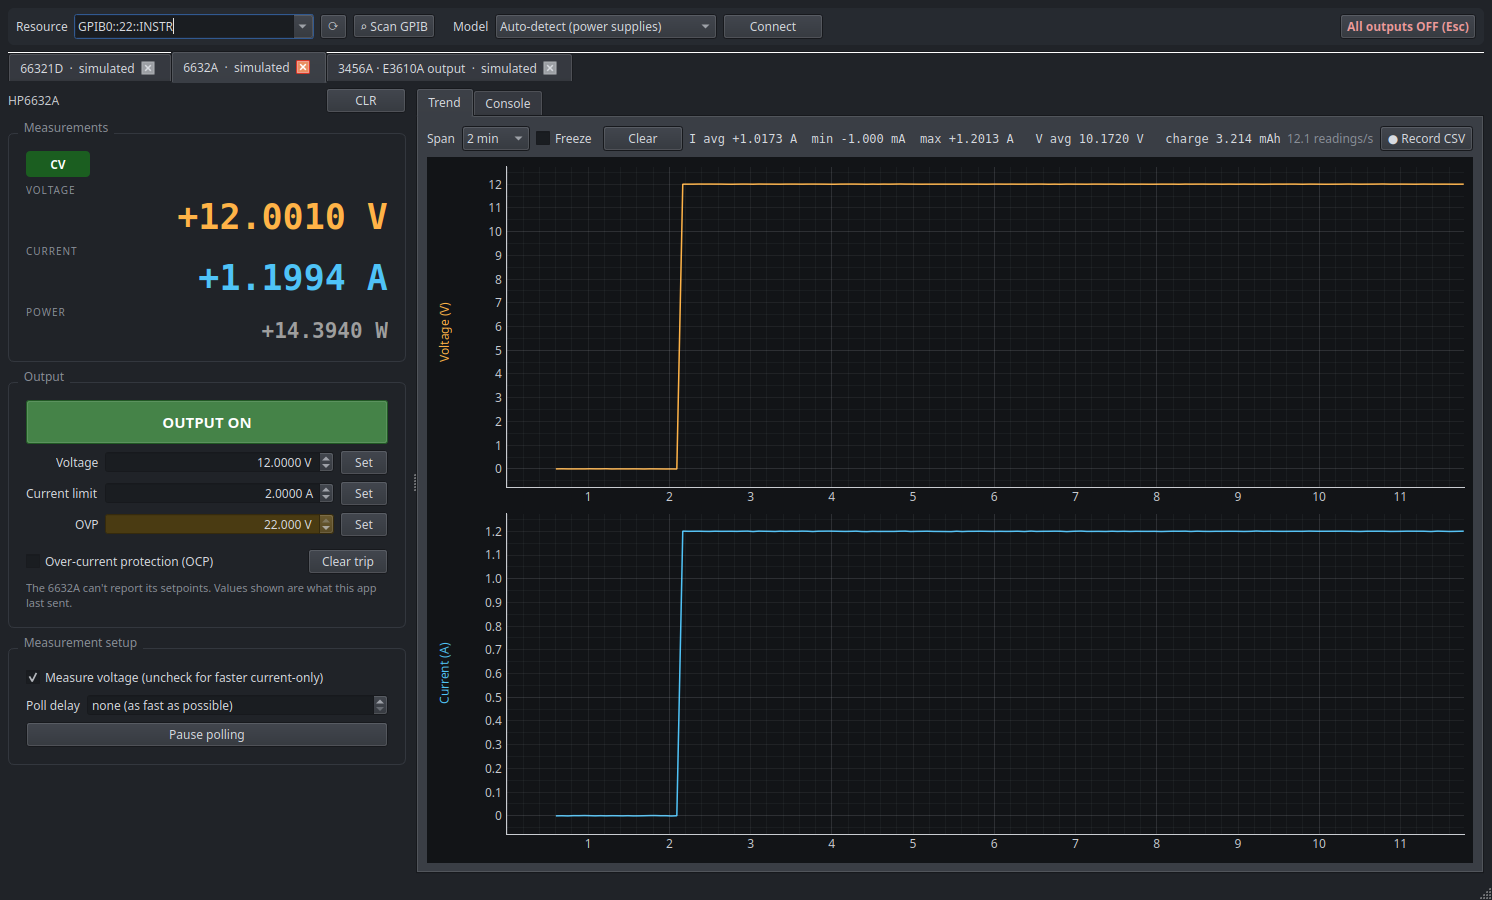 Resource GPIB0::22::INSTR ⟳ ⌕ Scan GPIB Model Auto-detect (power supplies) Connect All outputs OFF (Esc)
66321D · simulated 6632A · simulated 3456A · E3610A output · simulated
HP6632A CLR
Measurements
CV
VOLTAGE
+12.0010 V
CURRENT
+1.1994 A
POWER
+14.3940 W
Output
OUTPUT ON
Voltage 12.0000 V Set
Current limit 2.0000 A Set
OVP 22.000 V Set
Over-current protection (OCP) Clear trip
The 6632A can't report its setpoints. Values shown are what this app
last sent.
Measurement setup
✓ Measure voltage (uncheck for faster current-only)
Poll delay none (as fast as possible)
Pause polling
Trend Console
Span 2 min Freeze Clear I avg +1.0173 A min -1.000 mA max +1.2013 A V avg 10.1720 V charge 3.214 mAh 12.1 readings/s ● Record CSV
Voltage (V)
12
11
10
9
8
7
6
5
4
3
2
1
0
1 2 3 4 5 6 7 8 9 10 11
Current (A)
1.2
1.1
1.0
0.9
0.8
0.7
0.6
0.5
0.4
0.3
0.2
0.1
0
1 2 3 4 5 6 7 8 9 10 11